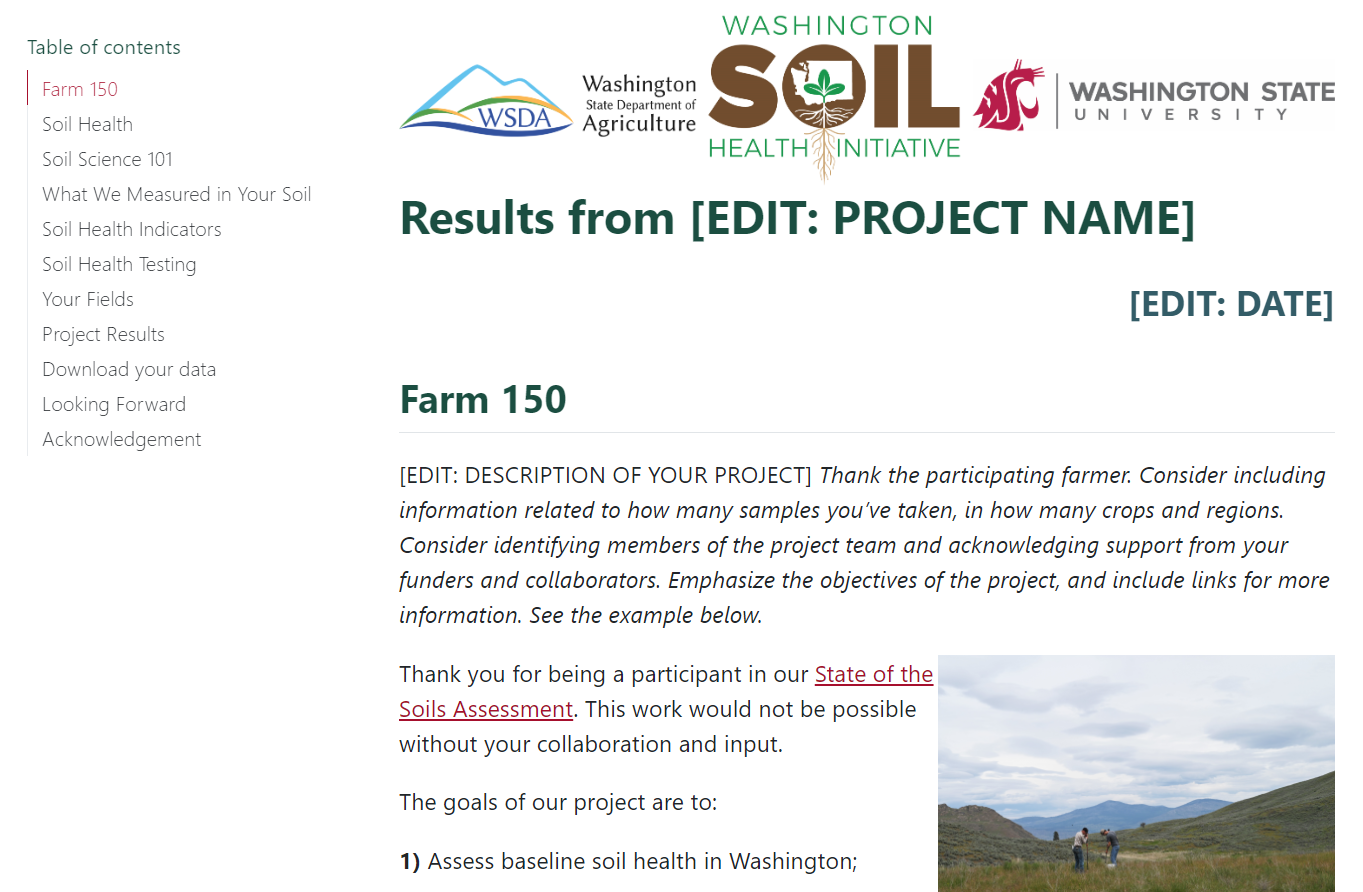 Table of contents
Farm 150
Soil Health
Soil Science 101
What We Measured in Your Soil
Soil Health Indicators
Soil Health Testing
Your Fields
Project Results
Download your data
Looking Forward
Acknowledgement
WSDA
Washington
State Department of
Agriculture
WASHINGTON
SOIL
HEALTH INITIATIVE
WASHINGTON STATE
UNIVERSITY
Results from [EDIT: PROJECT NAME]
[EDIT: DATE]
Farm 150
[EDIT: DESCRIPTION OF YOUR PROJECT] Thank the participating farmer. Consider including
information related to how many samples you’ve taken, in how many crops and regions.
Consider identifying members of the project team and acknowledging support from your
funders and collaborators. Emphasize the objectives of the project, and include links for more
information. See the example below.
Thank you for being a participant in our State of the
Soils Assessment. This work would not be possible
without your collaboration and input.
The goals of our project are to:
1) Assess baseline soil health in Washington;